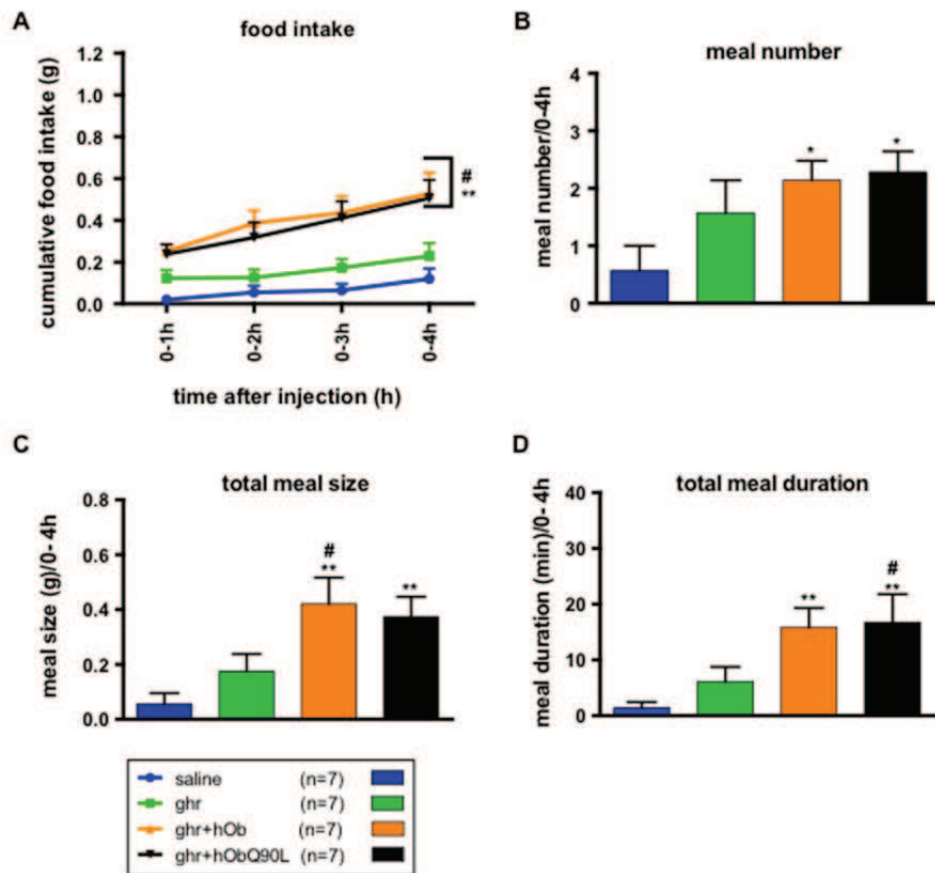 A
food intake
cumulative food intake (g)
1.2
1.0
0.8
0.6
0.4
0.2
0.0
#
**
0-1h
0-2h
0-3h
0-4h
time after injection (h)
B
meal number
meal number/0-4h
4
3
2
1
0
*
*
C
total meal size
meal size (g)/0- 4h
0.8
0.6
0.4
0.2
0.0
#
**
**
D
total meal duration
meal duration (min)/0- 4h
40
30
20
10
0
**
#
**
saline (n=7)
ghr (n=7)
ghr+hOb (n=7)
ghr+hObQ90L (n=7)